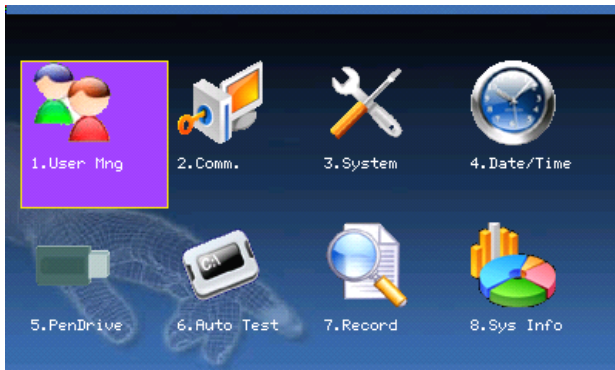 1.User Mng
2.Comm.
3.System
4.Date/Time
C:\
5.PenDrive
6.Auto Test
7.Record
8.Sys Info